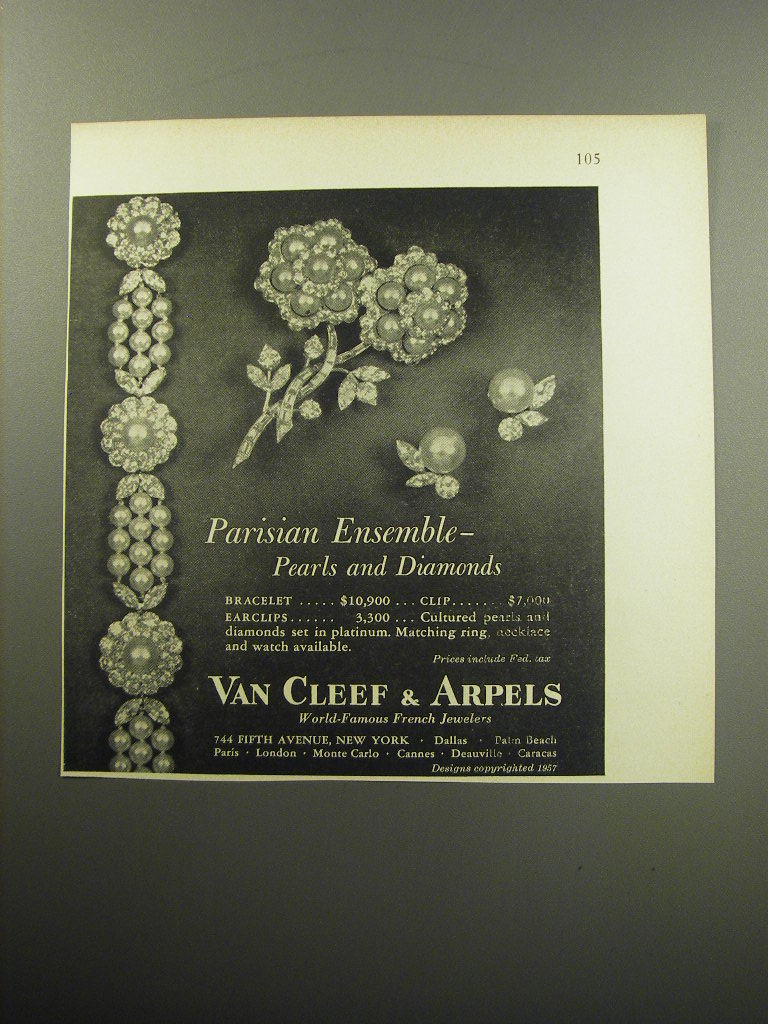 105
Parisian Ensemble–
Pearls and Diamonds
BRACELET ..... $10,900 ... CLIP....... $7,000
EARCLIPS...... 3,300 ... Cultured pearls and
diamonds set in platinum. Matching ring, necklace
and watch available.
Prices include Fed. tax
VAN CLEEF & ARPELS
World-Famous French Jewelers
744 FIFTH AVENUE, NEW YORK · Dallas · Palm Beach
Paris · London · Monte Carlo · Cannes · Deauville · Caracas
Designs copyrighted 1957